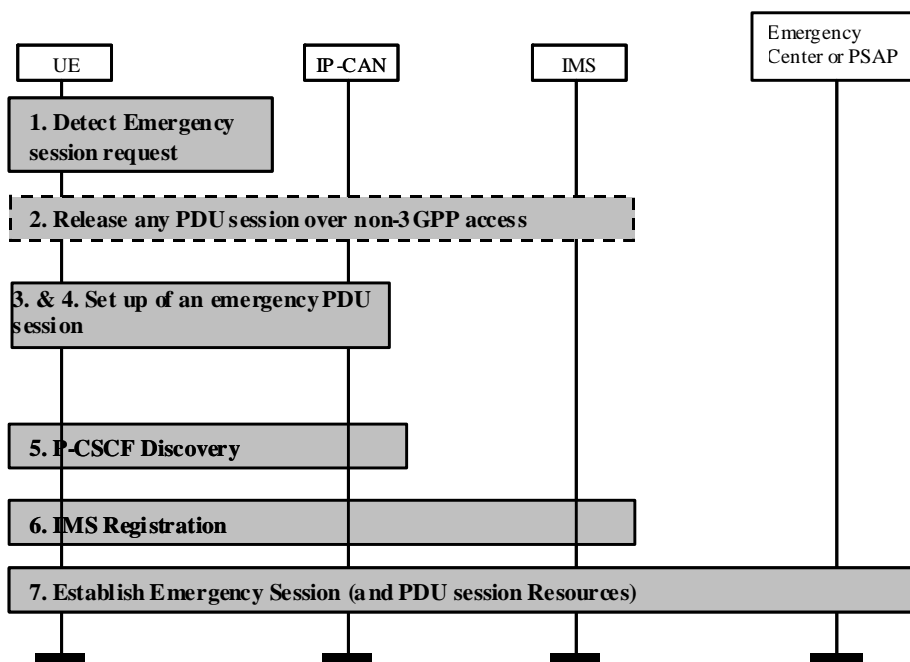 UE
IP-CAN
IMS
Emergency
Center or PSAP
1. Detect Emergency
session request
2. Release any PDU session over non-3GPP access
3. & 4. Set up of an emergency PDU
session
5. P-CSCF Discovery
6. IMS Registration
7. Establish Emergency Session (and PDU session Resources)